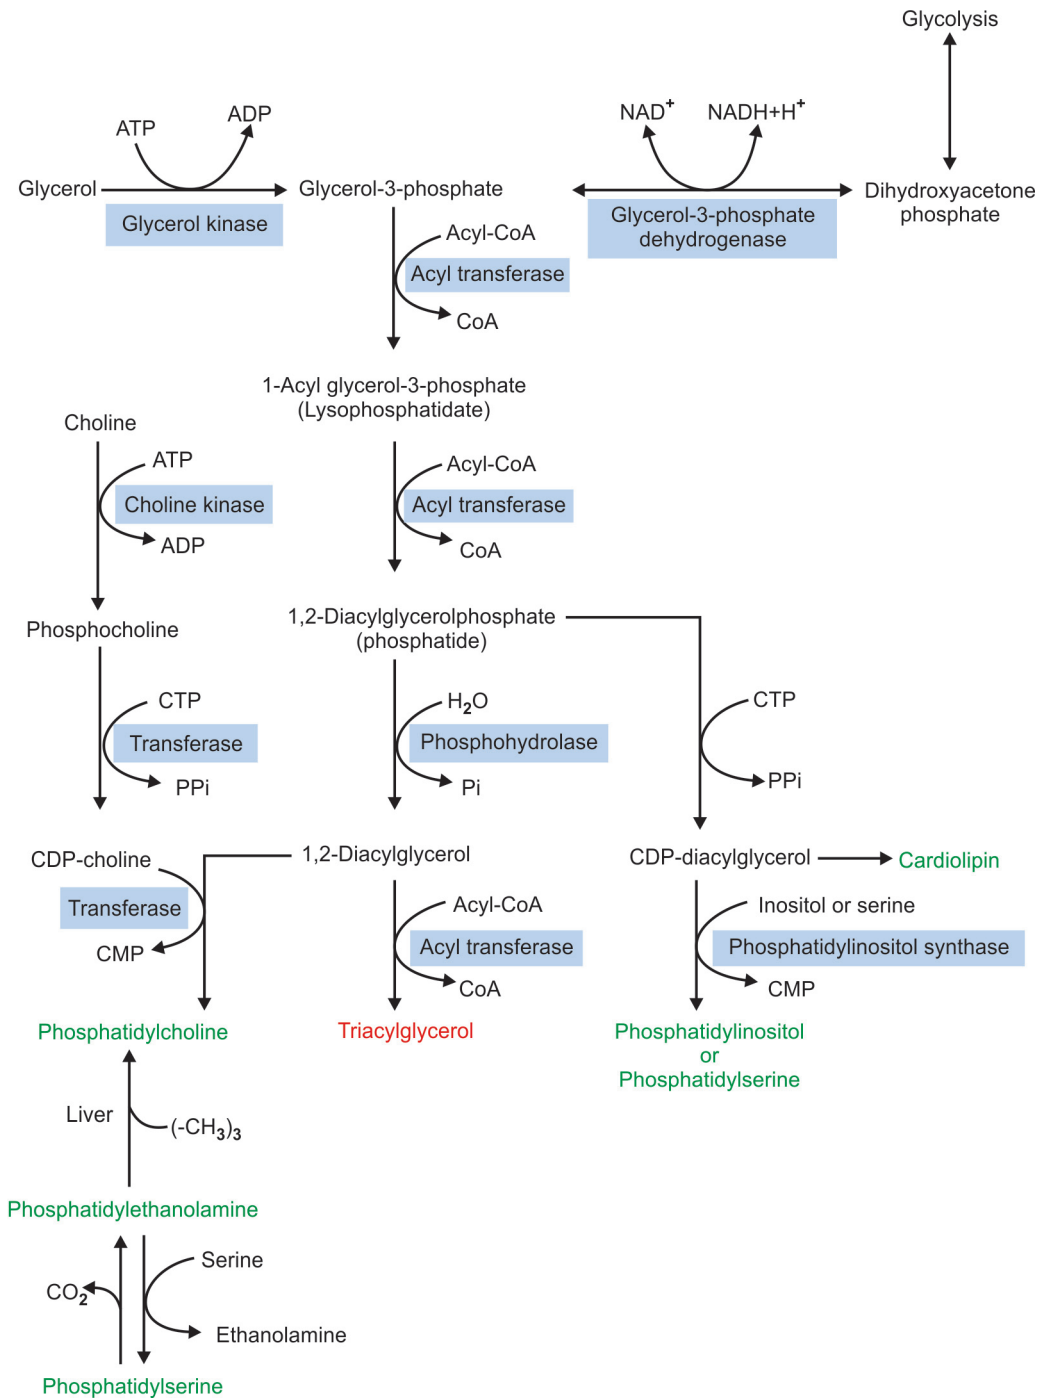 Glycolysis
ATP
ADP
NAD+
NADH+H+
Glycerol
Glycerol-3-phosphate
Dihydroxyacetone
phosphate
Glycerol kinase
Glycerol-3-phosphate
dehydrogenase
Acyl-CoA
Acyl transferase
CoA
1-Acyl glycerol-3-phosphate
(Lysophosphatidate)
Choline
ATP
Choline kinase
ADP
Acyl-CoA
Acyl transferase
CoA
Phosphocholine
1,2-Diacylglycerolphosphate
(phosphatide)
CTP
Transferase
PPi
H2O
Phosphohydrolase
Pi
CTP
PPi
CDP-choline
1,2-Diacylglycerol
CDP-diacylglycerol
Cardiolipin
Transferase
CMP
Acyl-CoA
Acyl transferase
CoA
Inositol or serine
Phosphatidylinositol synthase
CMP
Phosphatidylcholine
Triacylglycerol
Phosphatidylinositol
or
Phosphatidylserine
Liver
(-CH3)3
Phosphatidylethanolamine
Serine
CO2
Ethanolamine
Phosphatidylserine